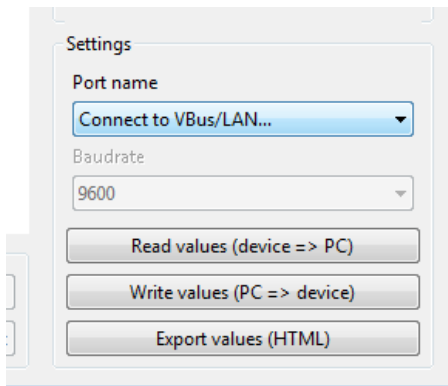 Settings
Port name
Connect to VBus/LAN...
Baudrate
9600
Read values (device => PC)
Write values (PC => device)
Export values (HTML)